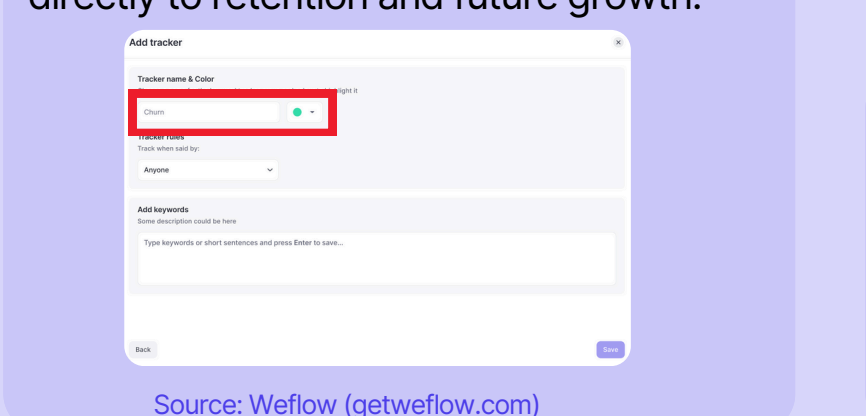 directly to retention and future growth.
Add tracker
Tracker name & Color
light it
Churn
Tracker rules
Track when said by:
Anyone
Add keywords
Some description could be here
Type keywords or short sentences and press Enter to save...
Back
Save
Source: Weflow (getweflow.com)